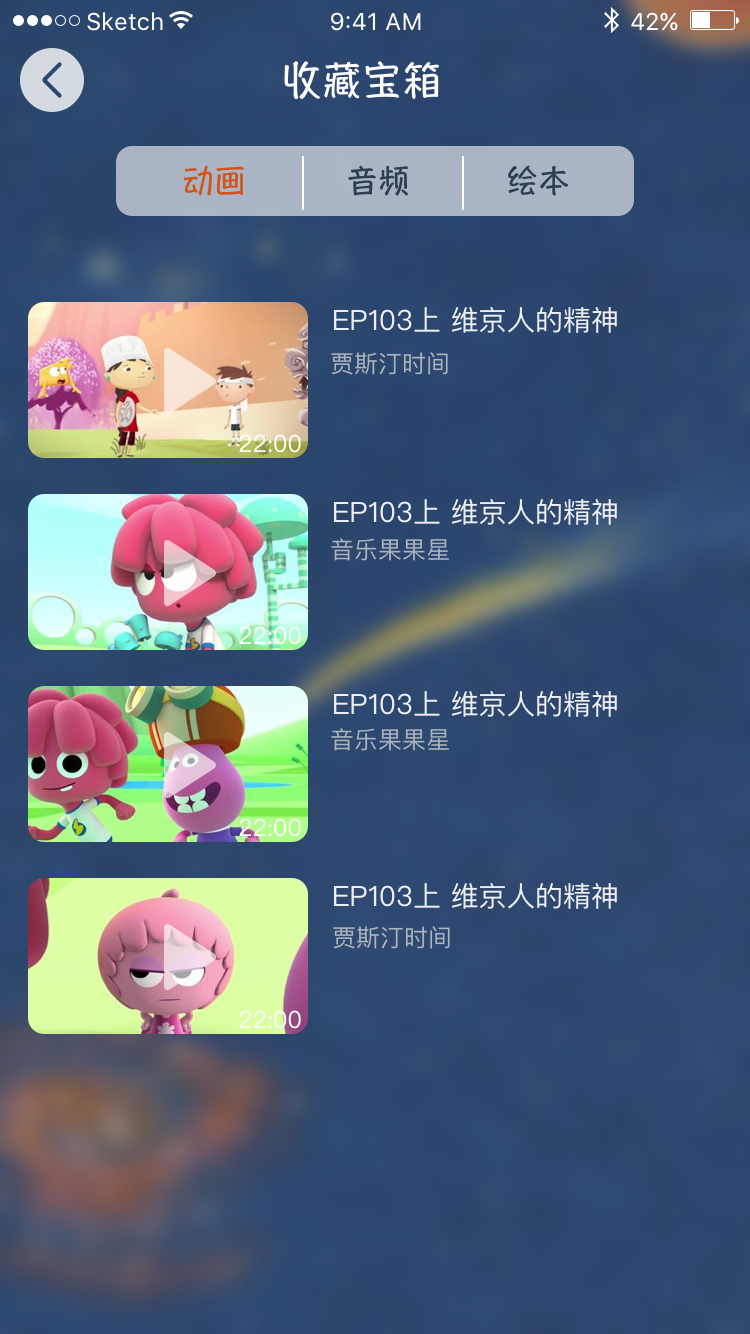 Sketch 9:41 AM 42%
收藏宝箱
动画 音频 绘本
EP103上 维京人的精神
贾斯汀时间
22:00
EP103上 维京人的精神
音乐果果星
22:00
EP103上 维京人的精神
音乐果果星
22:00
EP103上 维京人的精神
贾斯汀时间
22:00